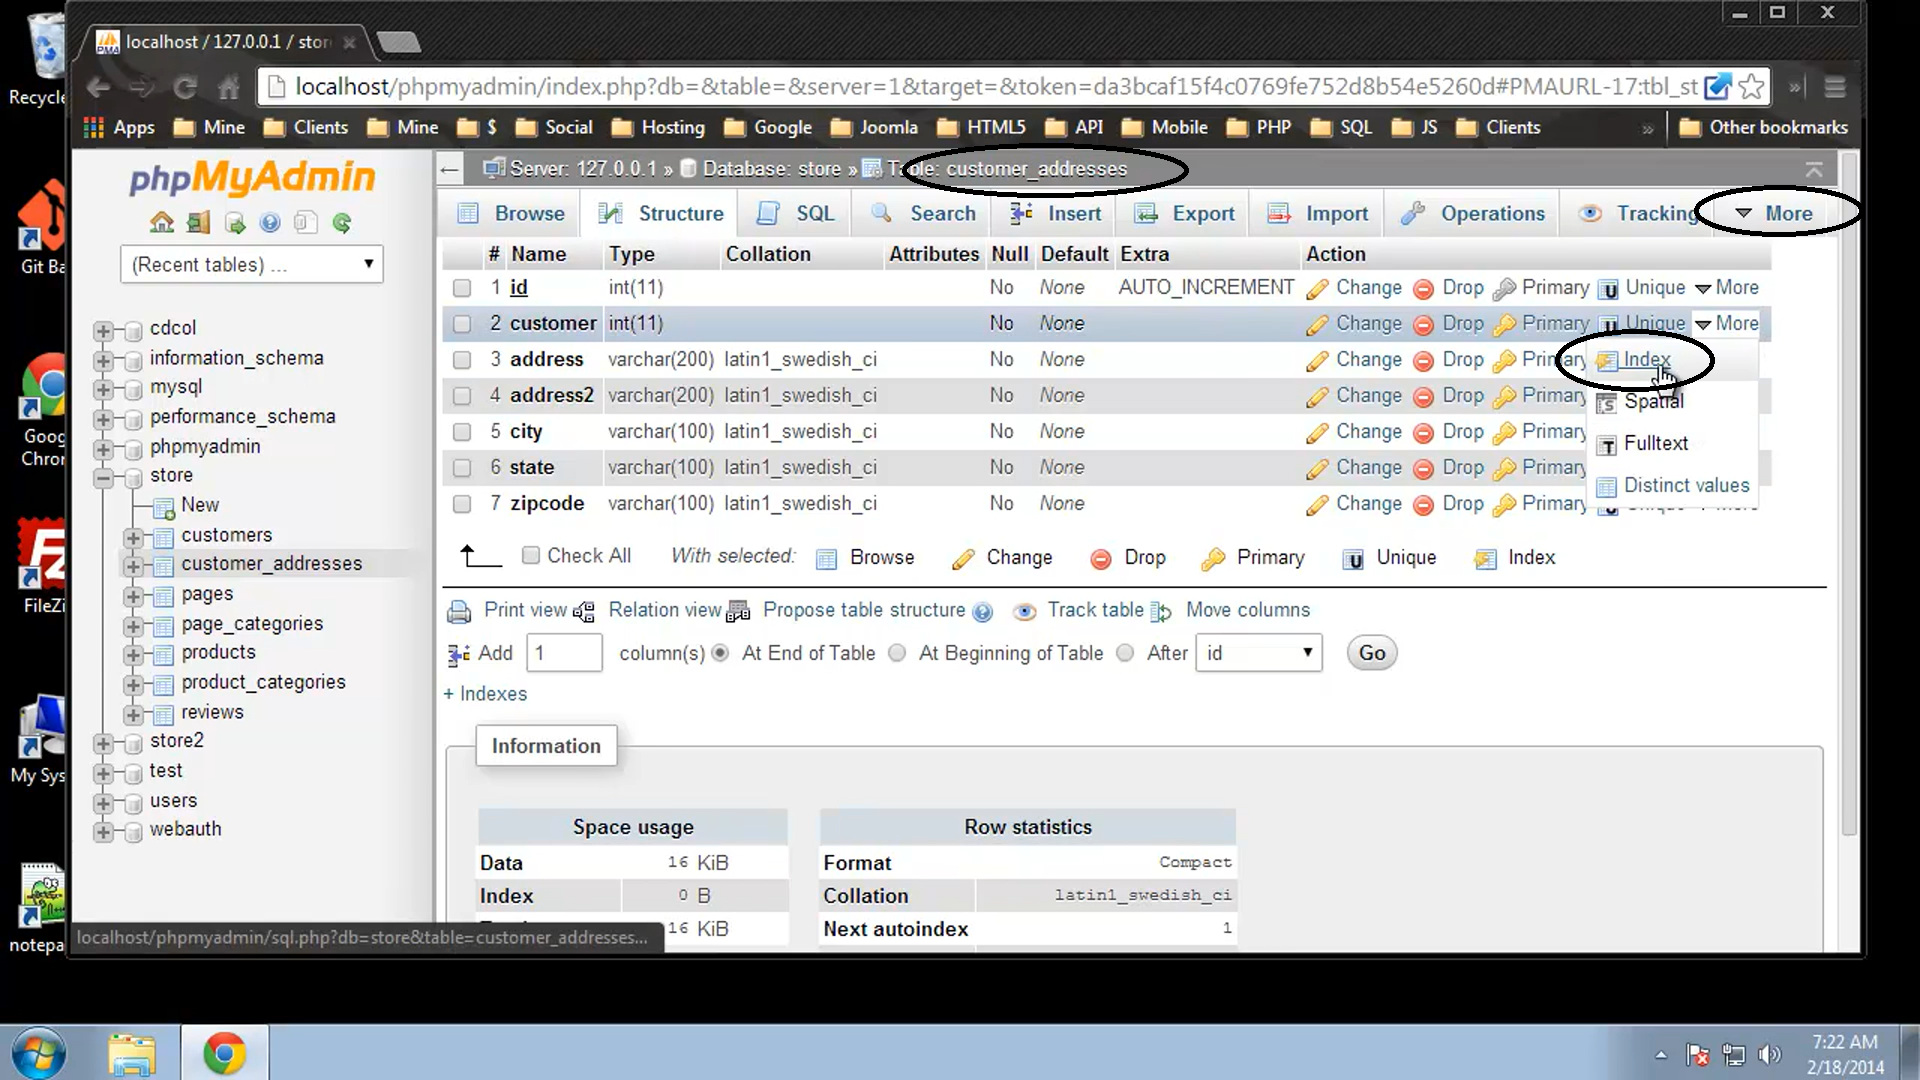 localhost / 127.0.0.1 / stor
localhost/phpmyadmin/index.php?db=&table=&server=1&target=&token=da3bcaf15f4c0769fe752d8b54e5260d#PMAURL-17:tbl_st
Apps Mine Clients Mine $ Social Hosting Google Joomla HTML5 API Mobile PHP SQL JS Clients » Other bookmarks
Recycle
Git Ba
Goog
Chron
FileZi
My Sys
notepa
phpMyAdmin
(Recent tables) ...
cdcol
information_schema
mysql
performance_schema
phpmyadmin
store
New
customers
customer_addresses
pages
page_categories
products
product_categories
reviews
store2
test
users
webauth
Server: 127.0.0.1 » Database: store » Table: customer_addresses
Browse Structure SQL Search Insert Export Import Operations Tracking More
# Name Type Collation Attributes Null Default Extra Action
1 id int(11) No None AUTO_INCREMENT Change Drop Primary Unique More
2 customer int(11) No None Change Drop Primary Unique More
3 address varchar(200) latin1_swedish_ci No None Change Drop Primary
4 address2 varchar(200) latin1_swedish_ci No None Change Drop Primary
5 city varchar(100) latin1_swedish_ci No None Change Drop Primary
6 state varchar(100) latin1_swedish_ci No None Change Drop Primary
7 zipcode varchar(100) latin1_swedish_ci No None Change Drop Primary
Index
Spatial
Fulltext
Distinct values
Check All With selected: Browse Change Drop Primary Unique Index
Print view Relation view Propose table structure Track table Move columns
Add 1 column(s) At End of Table At Beginning of Table After id Go
+ Indexes
Information
Space usage
Data 16 KiB
Index 0 B
16 KiB
Row statistics
Format Compact
Collation latin1_swedish_ci
Next autoindex 1
localhost/phpmyadmin/sql.php?db=store&table=customer_addresses...
7:22 AM
2/18/2014